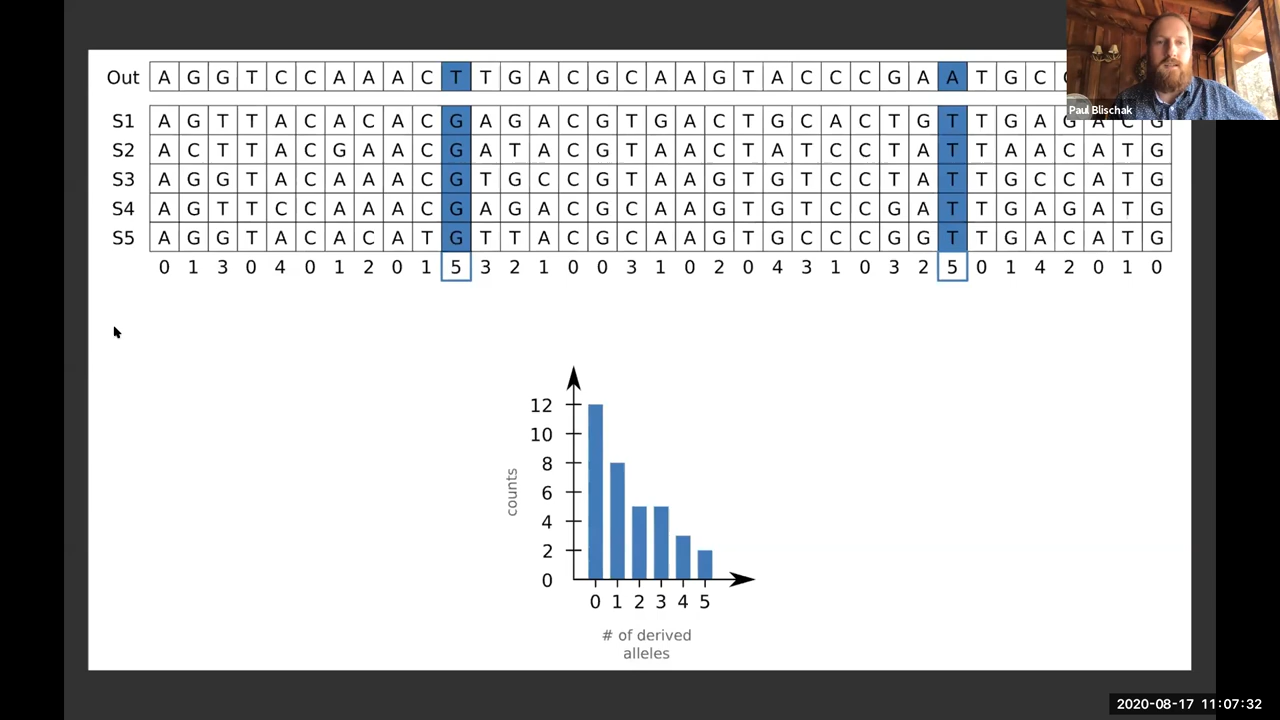 Paul Blischak
Out A G G T C C A A A C T T G A C G C A A G T A C C C G A A T G C
S1 A G T T A C A C A C G A G A C G T G A C T G C A C T G T T G A G A C G
S2 A C T T A C G A A C G A T A C G T A A C T A T C C T A T T A A C A T G
S3 A G G T A C A A A C G T G C C G T A A G T G T C C T A T T G C C A T G
S4 A G T T C C A A A C G A G A C G C A A G T G T C C G A T T G A G A T G
S5 A G G T A C A C A T G T T A C G C A A G T G C C C G G T T G A C A T G
0 1 3 0 4 0 1 2 0 1 5 3 2 1 0 0 3 1 0 2 0 4 3 1 0 3 2 5 0 1 4 2 0 1 0
12
10
8
6
4
2
0
counts
0 1 2 3 4 5
# of derived
alleles
2020-08-17 11:07:32